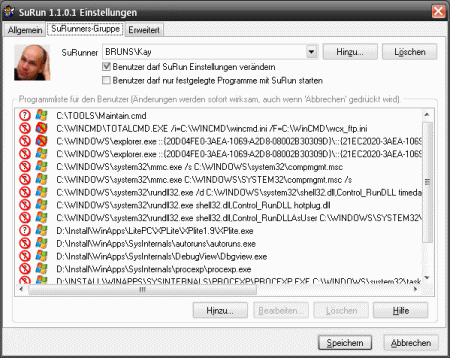 SuRun 1.1.0.1 Einstellungen
Allgemein SuRunners-Gruppe Erweitert
SuRunner: BRUNS\Kay Hinzu... Löschen
Benutzer darf SuRun Einstellungen verändern
Benutzer darf nur festgelegte Programme mit SuRun starten
Programmliste für den Benutzer (Änderungen werden sofort wirksam, auch wenn 'Abbrechen' gedrückt wird).
C:\TOOLS\Maintain.cmd
C:\WINCMD\TOTALCMD.EXE /i=C:\WINCMD\wincmd.ini /F=C:\WinCMD\wcx_ftp.ini
C:\WINDOWS\explorer.exe ::{20D04FE0-3AEA-1069-A2D8-08002B30309D}\::{21EC2020-3AEA-1069
C:\WINDOWS\explorer.exe ::{20D04FE0-3AEA-1069-A2D8-08002B30309D}\::{21EC2020-3AEA-1069
C:\WINDOWS\system32\mmc.exe /s C:\WINDOWS\system32\compmgmt.msc
C:\WINDOWS\system32\mmc.exe C:\WINDOWS\SYSTEM32\compmgmt.msc /s
C:\WINDOWS\system32\rundll32.exe /d C:\WINDOWS\system32\shell32.dll,Control_RunDLL timeda
C:\WINDOWS\system32\rundll32.exe shell32.dll,Control_RunDLL hotplug.dll
C:\WINDOWS\system32\rundll32.exe shell32.dll,Control_RunDLLAsUser C:\WINDOWS\SYSTEM32\
D:\Install\WinApps\LitePC\XPLite\XPlite1.9\XPlite.exe
D:\Install\WinApps\SysInternals\autoruns\autoruns.exe
D:\Install\WinApps\SysInternals\DebugView\Dbgview.exe
D:\Install\WinApps\SysInternals\procexp\procexp.exe
D:\INSTALL\WINAPPS\SYSINTERNALS\PROCEXP\PROCEXP.EXE C:\WINDOWS\system32\task
Hinzu... Bearbeiten... Löschen Hilfe
Speichern Abbrechen